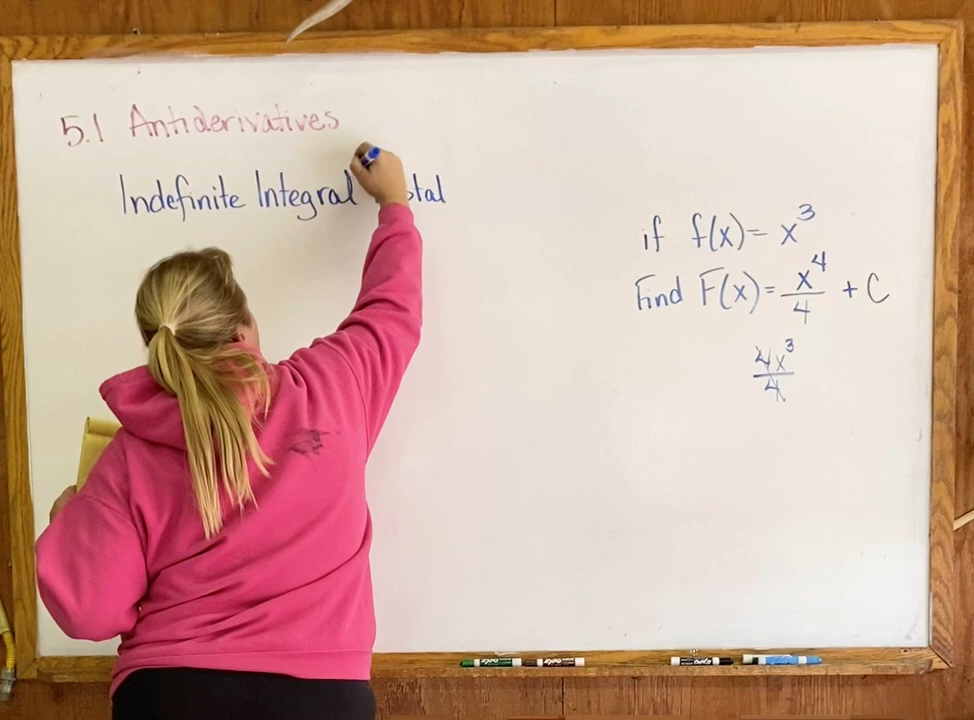 5.1 Antiderivatives
Indefinite Integral
if f(x) = x³
Find F(x) = x⁴/4 + C
4x³/4